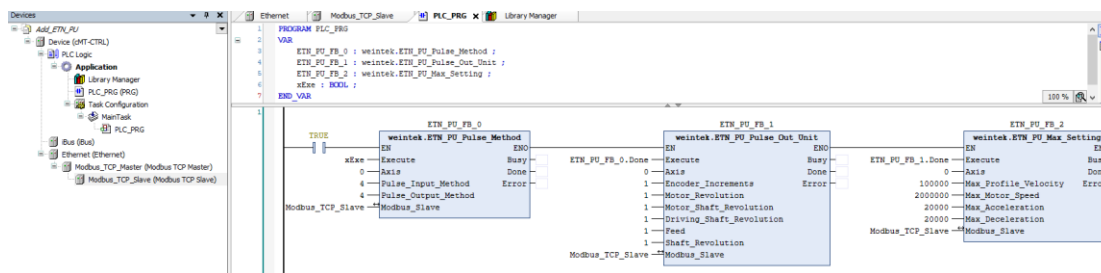 Devices
Add_ETN_PU
Device (cMT-CTRL)
PLC Logic
Application
Library Manager
PLC_PRG (PRG)
Task Configuration
MainTask
PLC_PRG
iBus (iBus)
Ethernet (Ethernet)
Modbus_TCP_Master (Modbus TCP Master)
Modbus_TCP_Slave (Modbus TCP Slave)
Ethernet Modbus_TCP_Slave PLC_PRG Library Manager
1 PROGRAM PLC_PRG
2 VAR
3 ETN_PU_FB_0 : weintek.ETN_PU_Pulse_Method ;
4 ETN_PU_FB_1 : weintek.ETN_PU_Pulse_Out_Unit ;
5 ETN_PU_FB_2 : weintek.ETN_PU_Max_Setting ;
6 xExe : BOOL ;
7 END_VAR
100 %
1
TRUE
ETN_PU_FB_0
weintek.ETN_PU_Pulse_Method
EN ENO
xExe Execute Busy
0 Axis Done
4 Pulse_Input_Method Error
4 Pulse_Output_Method
Modbus_TCP_Slave Modbus_Slave
ETN_PU_FB_1
weintek.ETN_PU_Pulse_Out_Unit
EN ENO
ETN_PU_FB_0.Done Execute Busy
0 Axis Done
1 Encoder_Increments Error
1 Motor_Revolution
1 Motor_Shaft_Revolution
1 Driving_Shaft_Revolution
1 Feed
1 Shaft_Revolution
Modbus_TCP_Slave Modbus_Slave
ETN_PU_FB_2
weintek.ETN_PU_Max_Setting
EN EN
ETN_PU_FB_1.Done Execute Bus
0 Axis Don
100000 Max_Profile_Velocity Erro
2000000 Max_Motor_Speed
20000 Max_Acceleration
20000 Max_Deceleration
Modbus_TCP_Slave Modbus_Slave